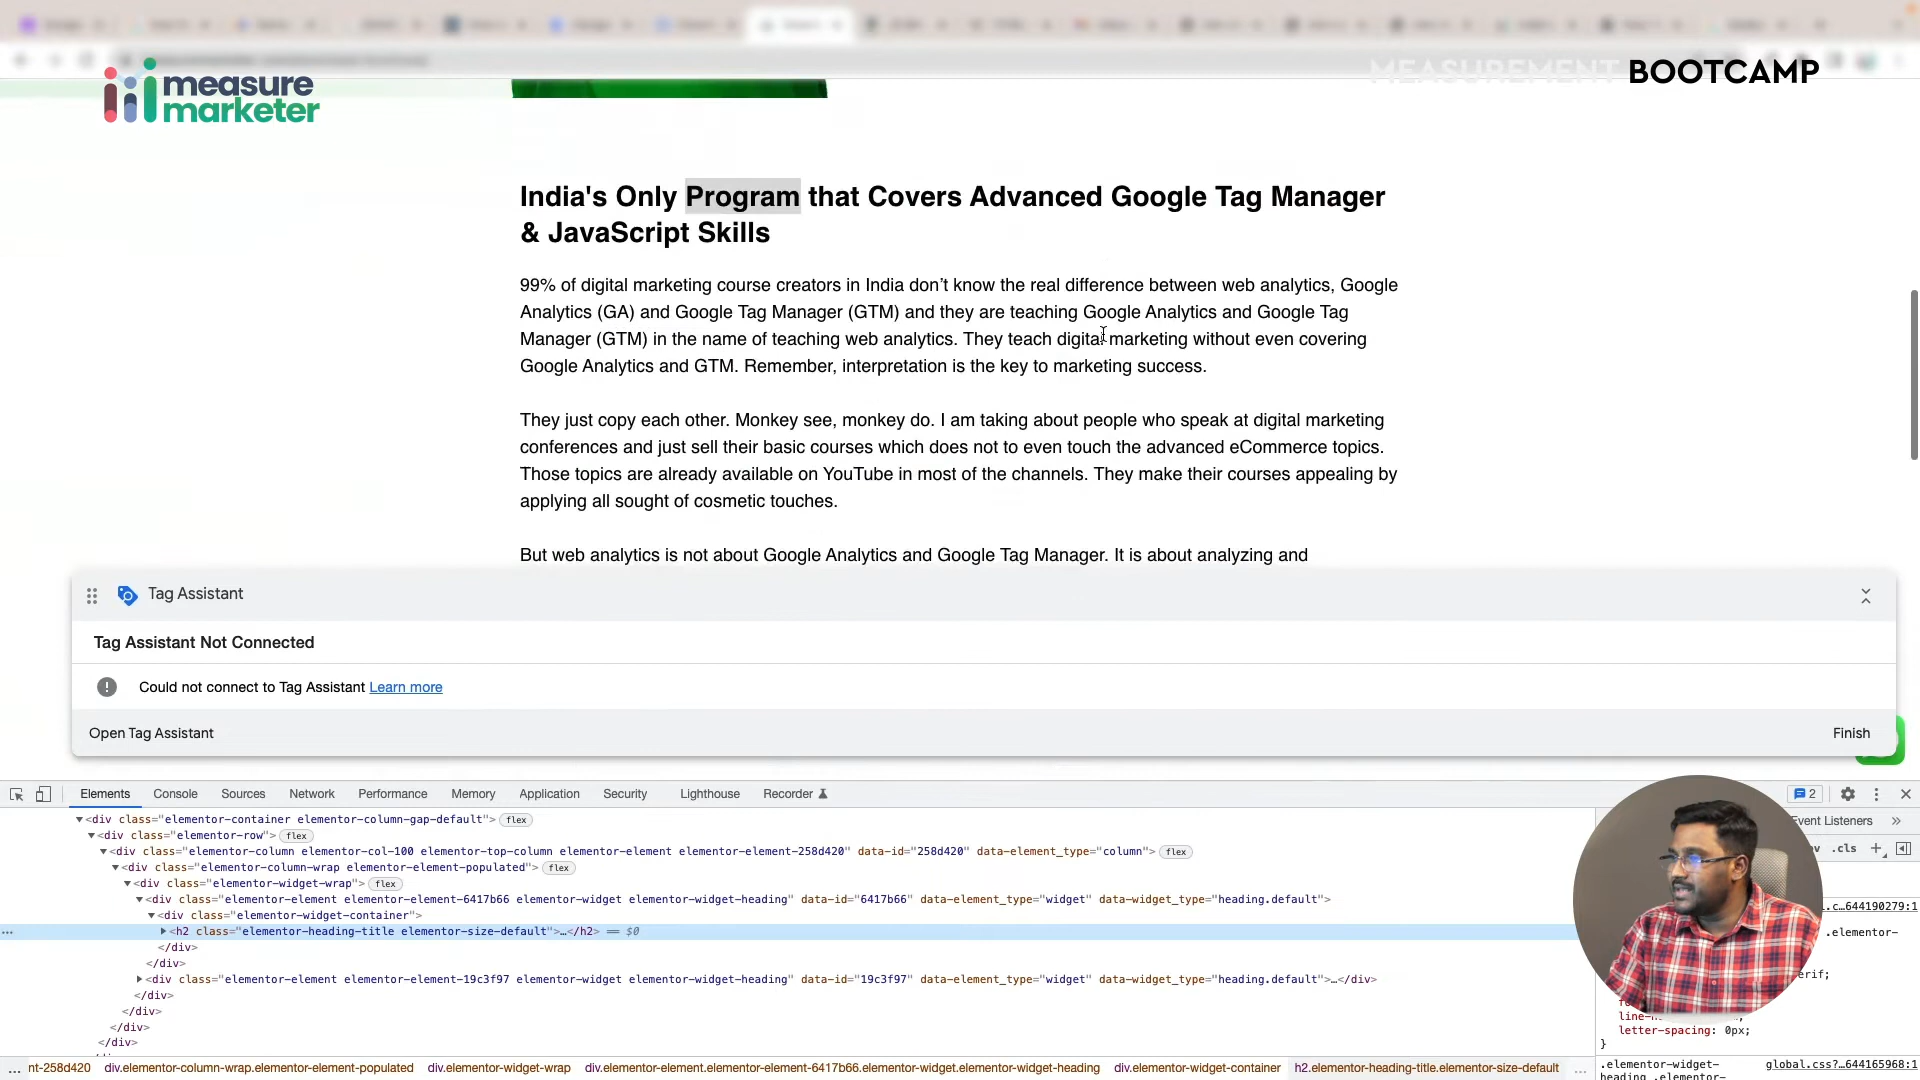 measure
marketer
MEASUREMENT BOOTCAMP
India's Only Program that Covers Advanced Google Tag Manager
& JavaScript Skills
99% of digital marketing course creators in India don’t know the real difference between web analytics, Google
Analytics (GA) and Google Tag Manager (GTM) and they are teaching Google Analytics and Google Tag
Manager (GTM) in the name of teaching web analytics. They teach digital marketing without even covering
Google Analytics and GTM. Remember, interpretation is the key to marketing success.
They just copy each other. Monkey see, monkey do. I am taking about people who speak at digital marketing
conferences and just sell their basic courses which does not to even touch the advanced eCommerce topics.
Those topics are already available on YouTube in most of the channels. They make their courses appealing by
applying all sought of cosmetic touches.
But web analytics is not about Google Analytics and Google Tag Manager. It is about analyzing and
Tag Assistant
Tag Assistant Not Connected
Could not connect to Tag Assistant Learn more
Open Tag Assistant Finish
Elements Console Sources Network Performance Memory Application Security Lighthouse Recorder 2
<div class="elementor-container elementor-column-gap-default"> flex
<div class="elementor-row"> flex
<div class="elementor-column elementor-col-100 elementor-top-column elementor-element elementor-element-258d420" data-id="258d420" data-element_type="column"> flex
<div class="elementor-column-wrap elementor-element-populated"> flex
<div class="elementor-widget-wrap"> flex
<div class="elementor-element elementor-element-6417b66 elementor-widget elementor-widget-heading" data-id="6417b66" data-element_type="widget" data-widget_type="heading.default">
<div class="elementor-widget-container">
… <h2 class="elementor-heading-title elementor-size-default">…</h2> == $0
</div>
</div>
<div class="elementor-element elementor-element-19c3f97 elementor-widget elementor-widget-heading" data-id="19c3f97" data-element_type="widget" data-widget_type="heading.default">…</div>
</div>
</div>
</div>
</div>
Event Listeners »
.cls +
…644190279:1
.elementor-
erif;
letter-spacing: 0px;
}
.elementor-widget- global.css?…644165968:1
heading .elementor-
… nt-258d420 div.elementor-column-wrap.elementor-element-populated div.elementor-widget-wrap div.elementor-element.elementor-element-6417b66.elementor-widget.elementor-widget-heading div.elementor-widget-container h2.elementor-heading-title.elementor-size-default …